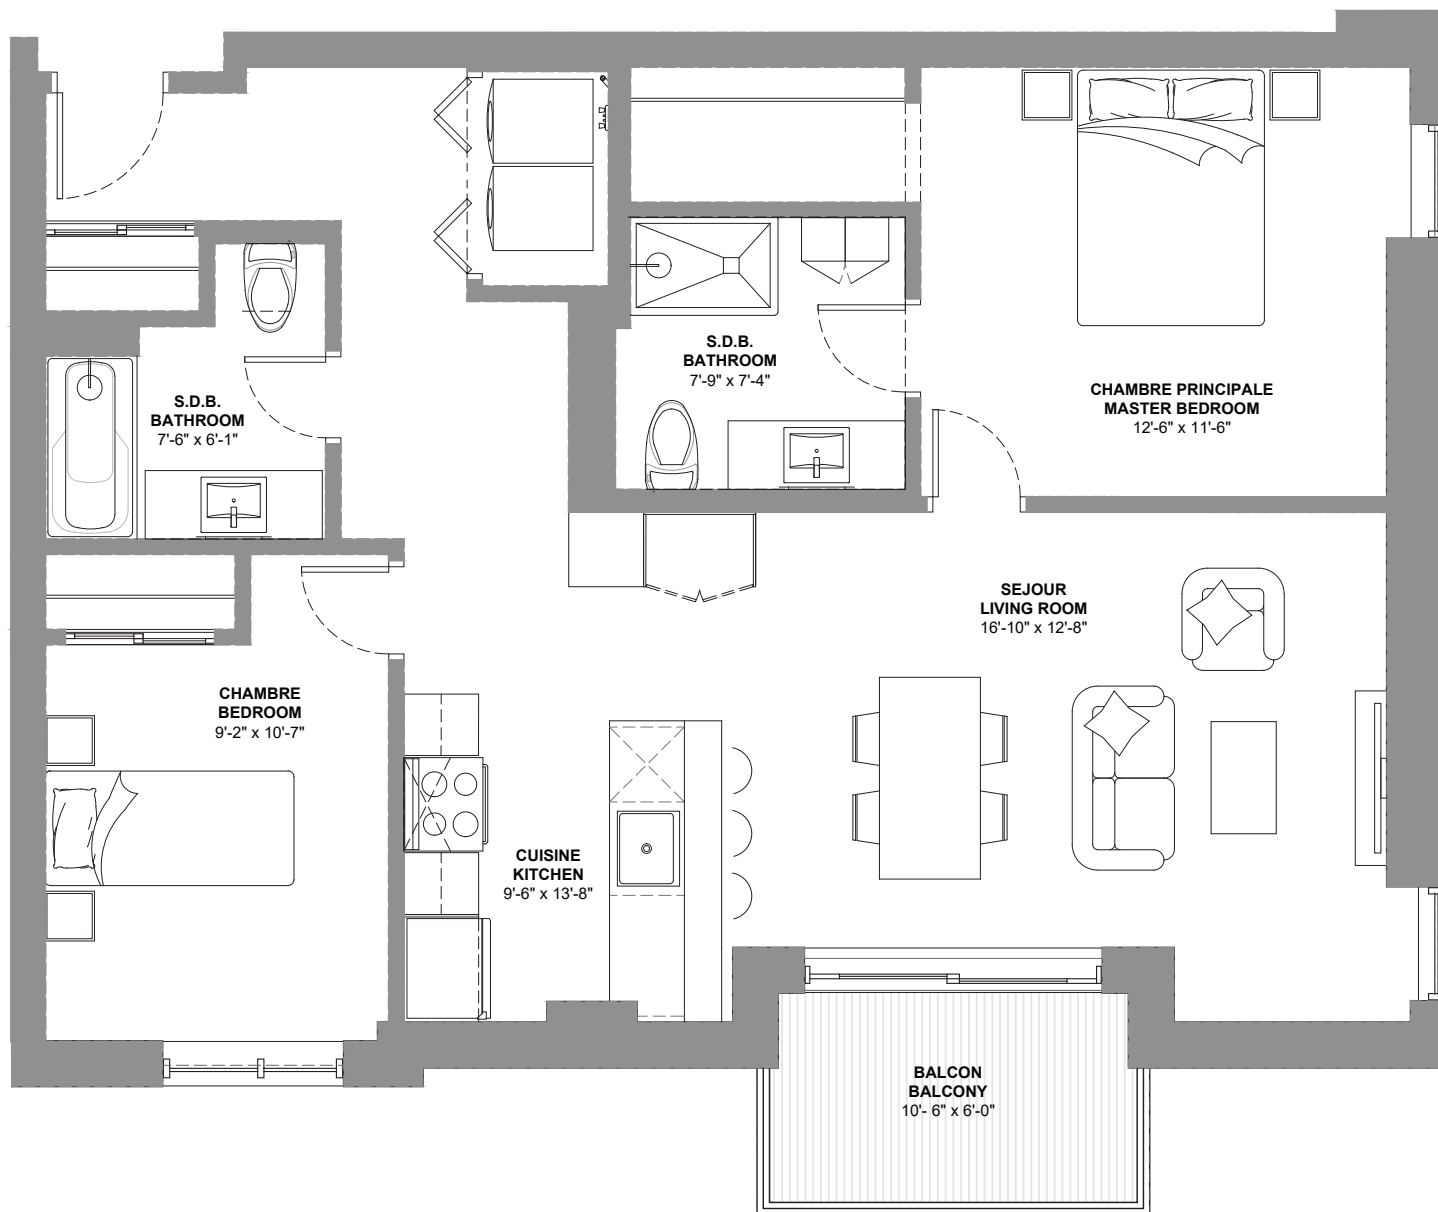 S.D.B.
BATHROOM
7'-9" x 7'-4"
CHAMBRE PRINCIPALE
MASTER BEDROOM
12'-6" x 11'-6"
S.D.B.
BATHROOM
7'-6" x 6'-1"
SEJOUR
LIVING ROOM
16'-10" x 12'-8"
CHAMBRE
BEDROOM
9'-2" x 10'-7"
CUISINE
KITCHEN
9'-6" x 13'-8"
BALCON
BALCONY
10'- 6" x 6'-0"